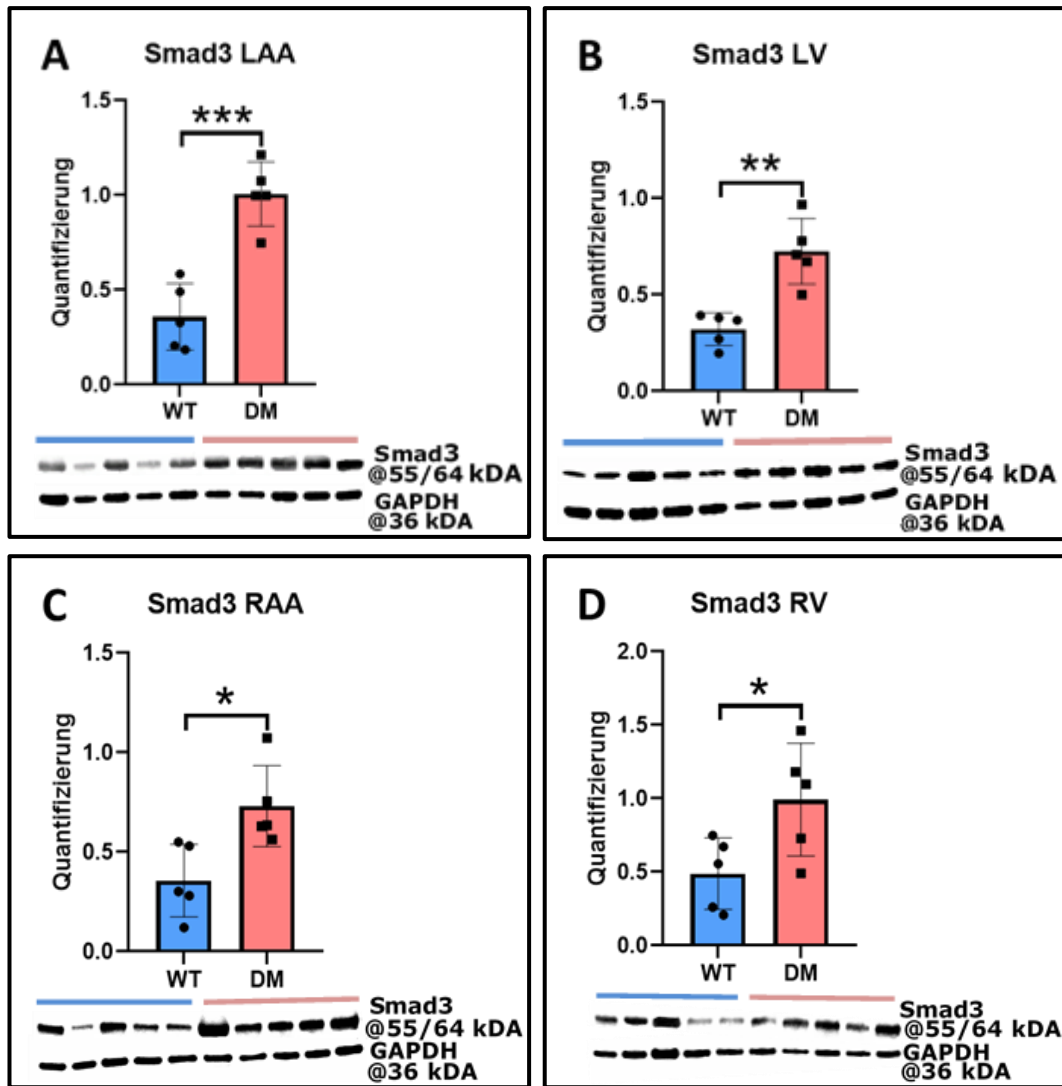 A
Smad3 LAA
***
1.5
1.0
0.5
0.0
Quantifizierung
WT DM
Smad3
@55/64 kDA
GAPDH
@36 kDA
B
Smad3 LV
**
1.5
1.0
0.5
0.0
Quantifizierung
WT DM
Smad3
@55/64 kDA
GAPDH
@36 kDA
C
Smad3 RAA
*
1.5
1.0
0.5
0.0
Quantifizierung
WT DM
Smad3
@55/64 kDA
GAPDH
@36 kDA
D
Smad3 RV
*
2.0
1.5
1.0
0.5
0.0
Quantifizierung
WT DM
Smad3
@55/64 kDA
GAPDH
@36 kDA